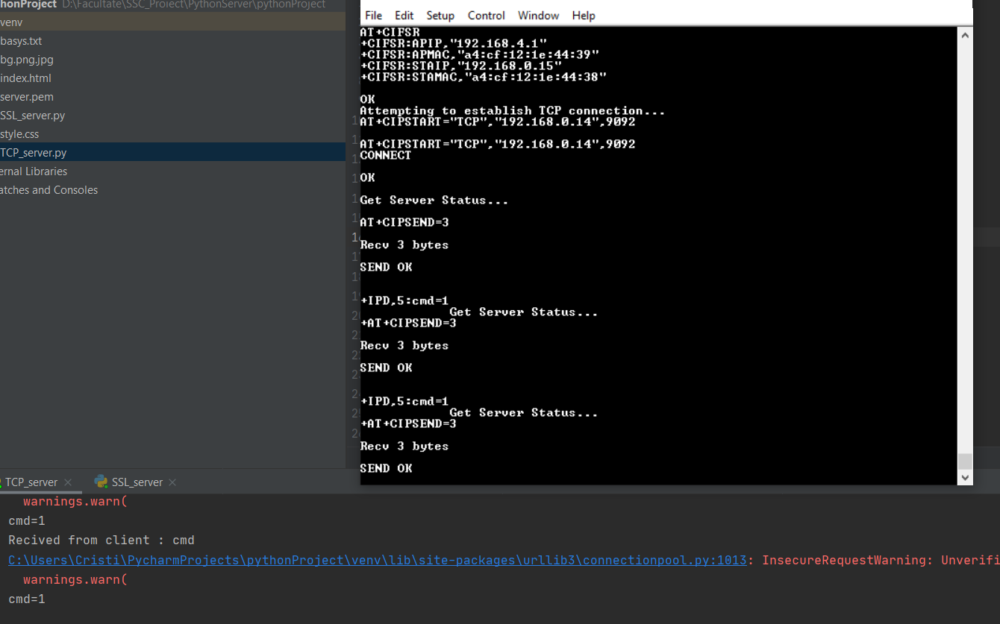 honProject D:\Facultate\SSC_Proiect\PythonServer\pythonProject
venv
basys.txt
bg.png.jpg
index.html
server.pem
SSL_server.py
style.css
TCP_server.py
ernal Libraries
atches and Consoles
File Edit Setup Control Window Help
AT+CIFSR
+CIFSR:APIP,"192.168.4.1"
+CIFSR:APMAC,"a4:cf:12:1e:44:39"
+CIFSR:STAIP,"192.168.0.15"
+CIFSR:STAMAC,"a4:cf:12:1e:44:38"
OK
Attempting to establish TCP connection...
AT+CIPSTART="TCP","192.168.0.14",9092
AT+CIPSTART="TCP","192.168.0.14",9092
CONNECT
OK
Get Server Status...
AT+CIPSEND=3
Recv 3 bytes
SEND OK
+IPD,5:cmd=1
Get Server Status...
+AT+CIPSEND=3
Recv 3 bytes
SEND OK
+IPD,5:cmd=1
Get Server Status...
+AT+CIPSEND=3
Recv 3 bytes
SEND OK
TCP_server SSL_server
warnings.warn(
cmd=1
Recived from client : cmd
C:\Users\Cristi\PycharmProjects\pythonProject\venv\lib\site-packages\urllib3\connectionpool.py:1013: InsecureRequestWarning: Unverifi
warnings.warn(
cmd=1